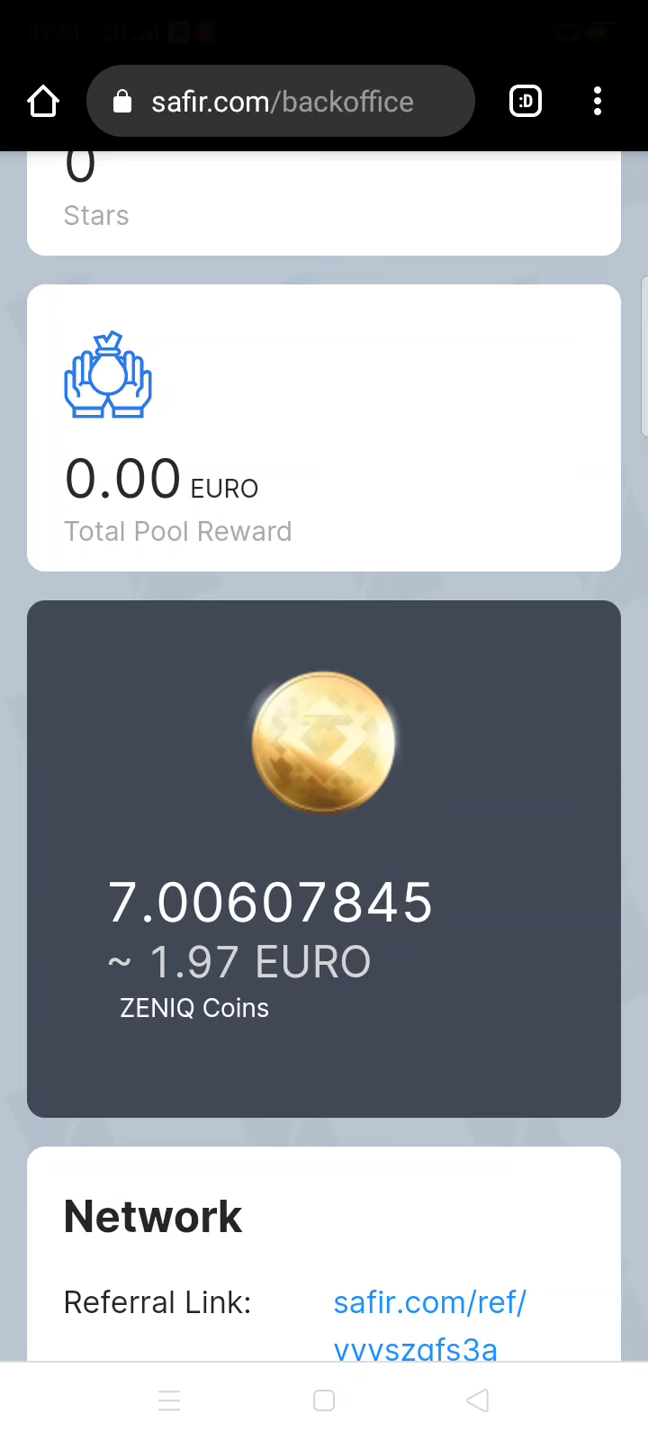 safir.com/backoffice
:D
0
Stars
0.00 EURO
Total Pool Reward
7.00607845
~ 1.97 EURO
ZENIQ Coins
Network
Referral Link: safir.com/ref/
vvvszgfs3a